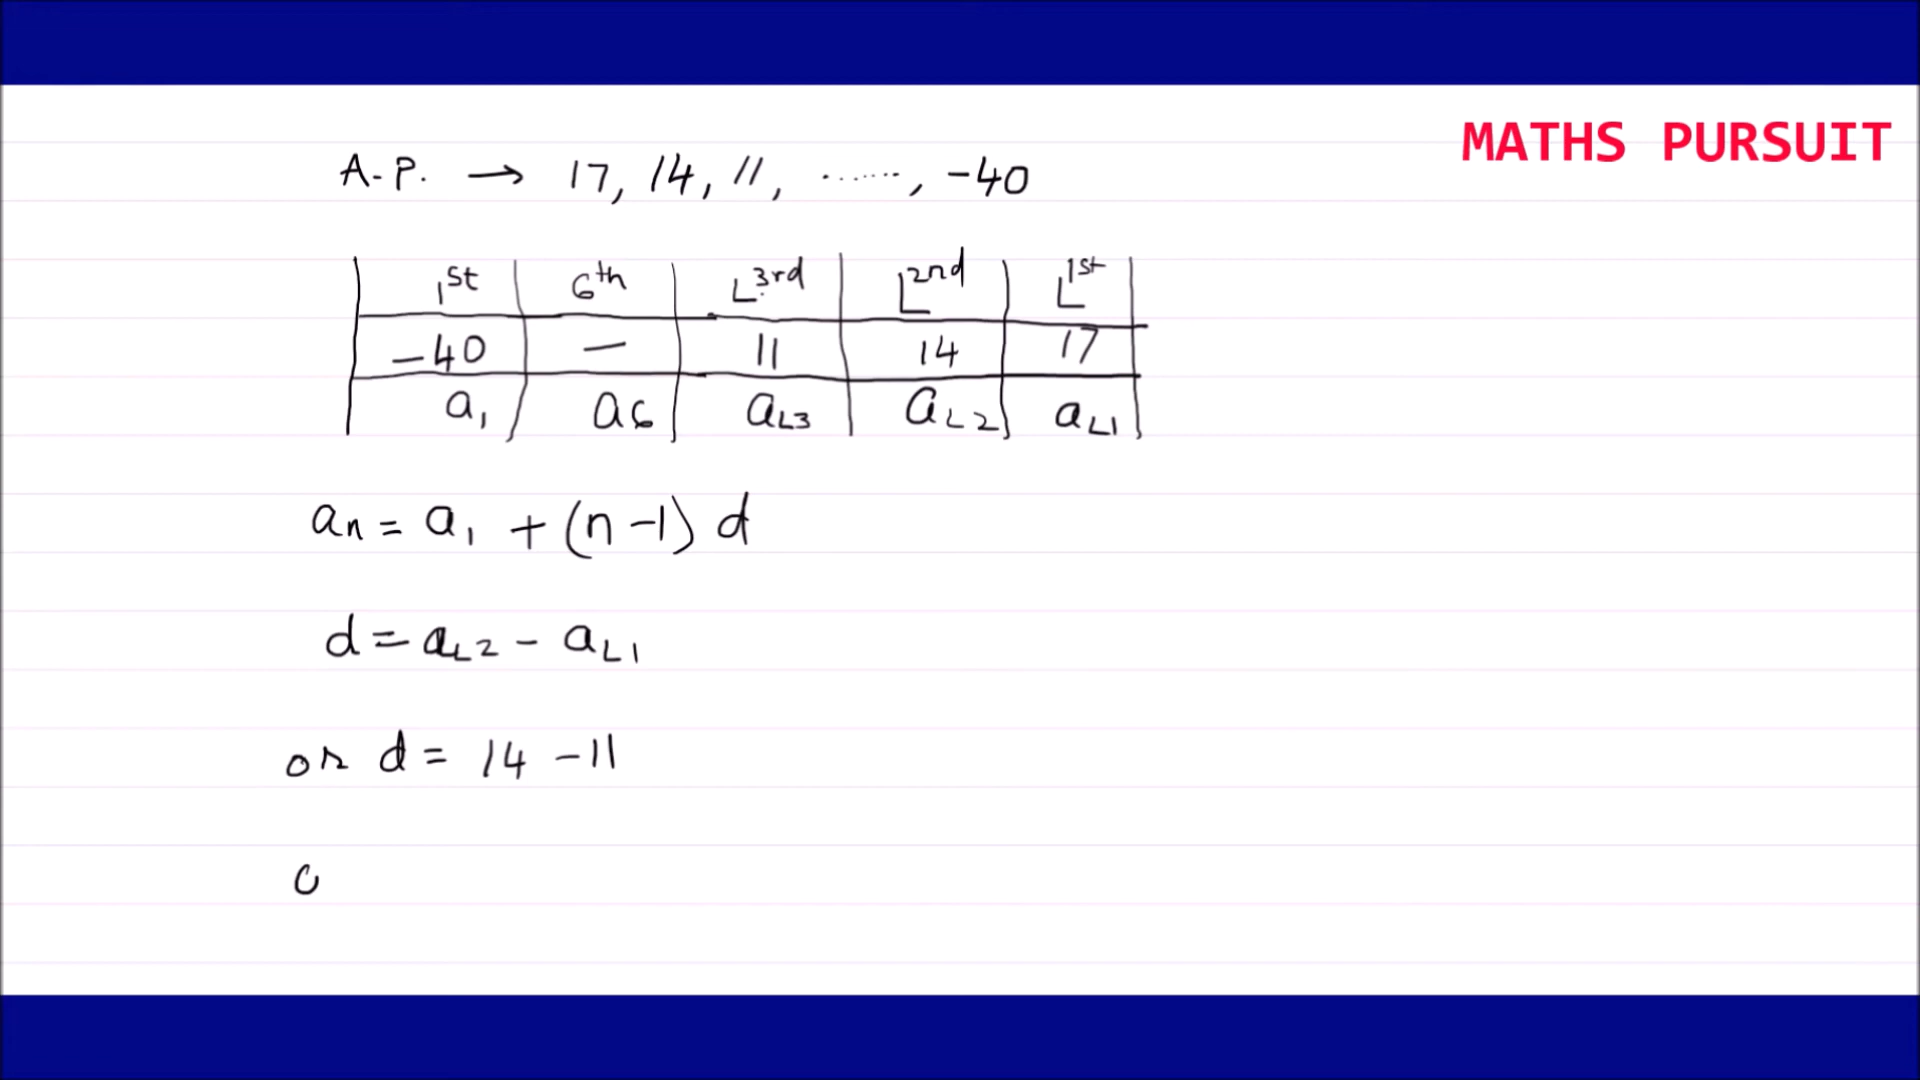 MATHS PURSUIT
A.P. → 17, 14, 11, ......., -40
1st 6th L3rd L2nd L1st
-40 — 11 14 17
a1 a6 aL3 aL2 aL1
an = a1 + (n-1) d
d = aL2 - aL1
or d = 14 - 11
o